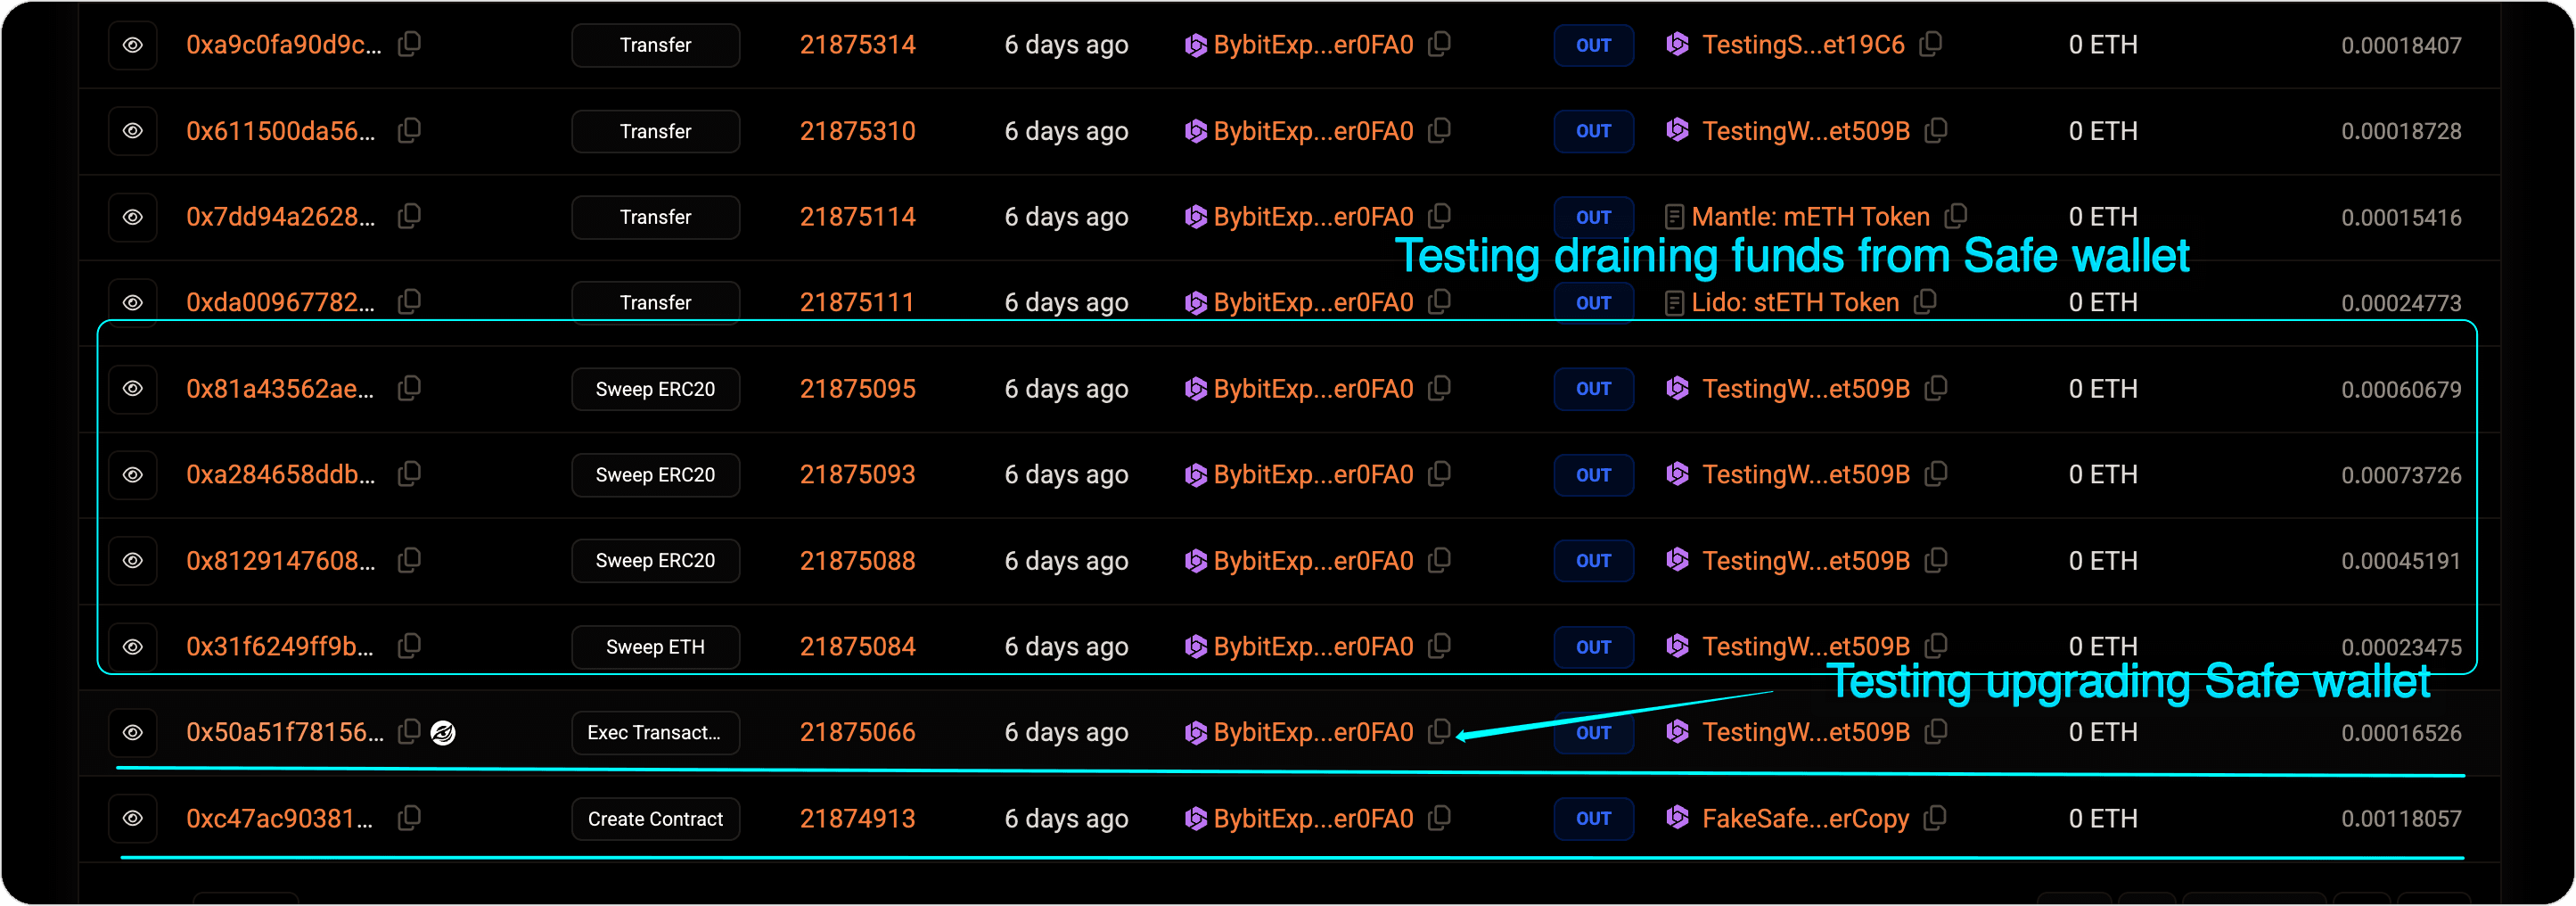 0xa9c0fa90d9c... Transfer 21875314 6 days ago BybitExp...er0FA0 OUT TestingS...et19C6 0 ETH 0.00018407
0x611500da56... Transfer 21875310 6 days ago BybitExp...er0FA0 OUT TestingW...et509B 0 ETH 0.00018728
0x7dd94a2628... Transfer 21875114 6 days ago BybitExp...er0FA0 OUT Mantle: mETH Token 0 ETH 0.00015416
Testing draining funds from Safe wallet
0xda00967782... Transfer 21875111 6 days ago BybitExp...er0FA0 OUT Lido: stETH Token 0 ETH 0.00024773
0x81a43562ae... Sweep ERC20 21875095 6 days ago BybitExp...er0FA0 OUT TestingW...et509B 0 ETH 0.00060679
0xa284658ddb... Sweep ERC20 21875093 6 days ago BybitExp...er0FA0 OUT TestingW...et509B 0 ETH 0.00073726
0x8129147608... Sweep ERC20 21875088 6 days ago BybitExp...er0FA0 OUT TestingW...et509B 0 ETH 0.00045191
0x31f6249ff9b... Sweep ETH 21875084 6 days ago BybitExp...er0FA0 OUT TestingW...et509B 0 ETH 0.00023475
Testing upgrading Safe wallet
0x50a51f78156... Exec Transact... 21875066 6 days ago BybitExp...er0FA0 OUT TestingW...et509B 0 ETH 0.00016526
0xc47ac90381... Create Contract 21874913 6 days ago BybitExp...er0FA0 OUT FakeSafe...erCopy 0 ETH 0.00118057